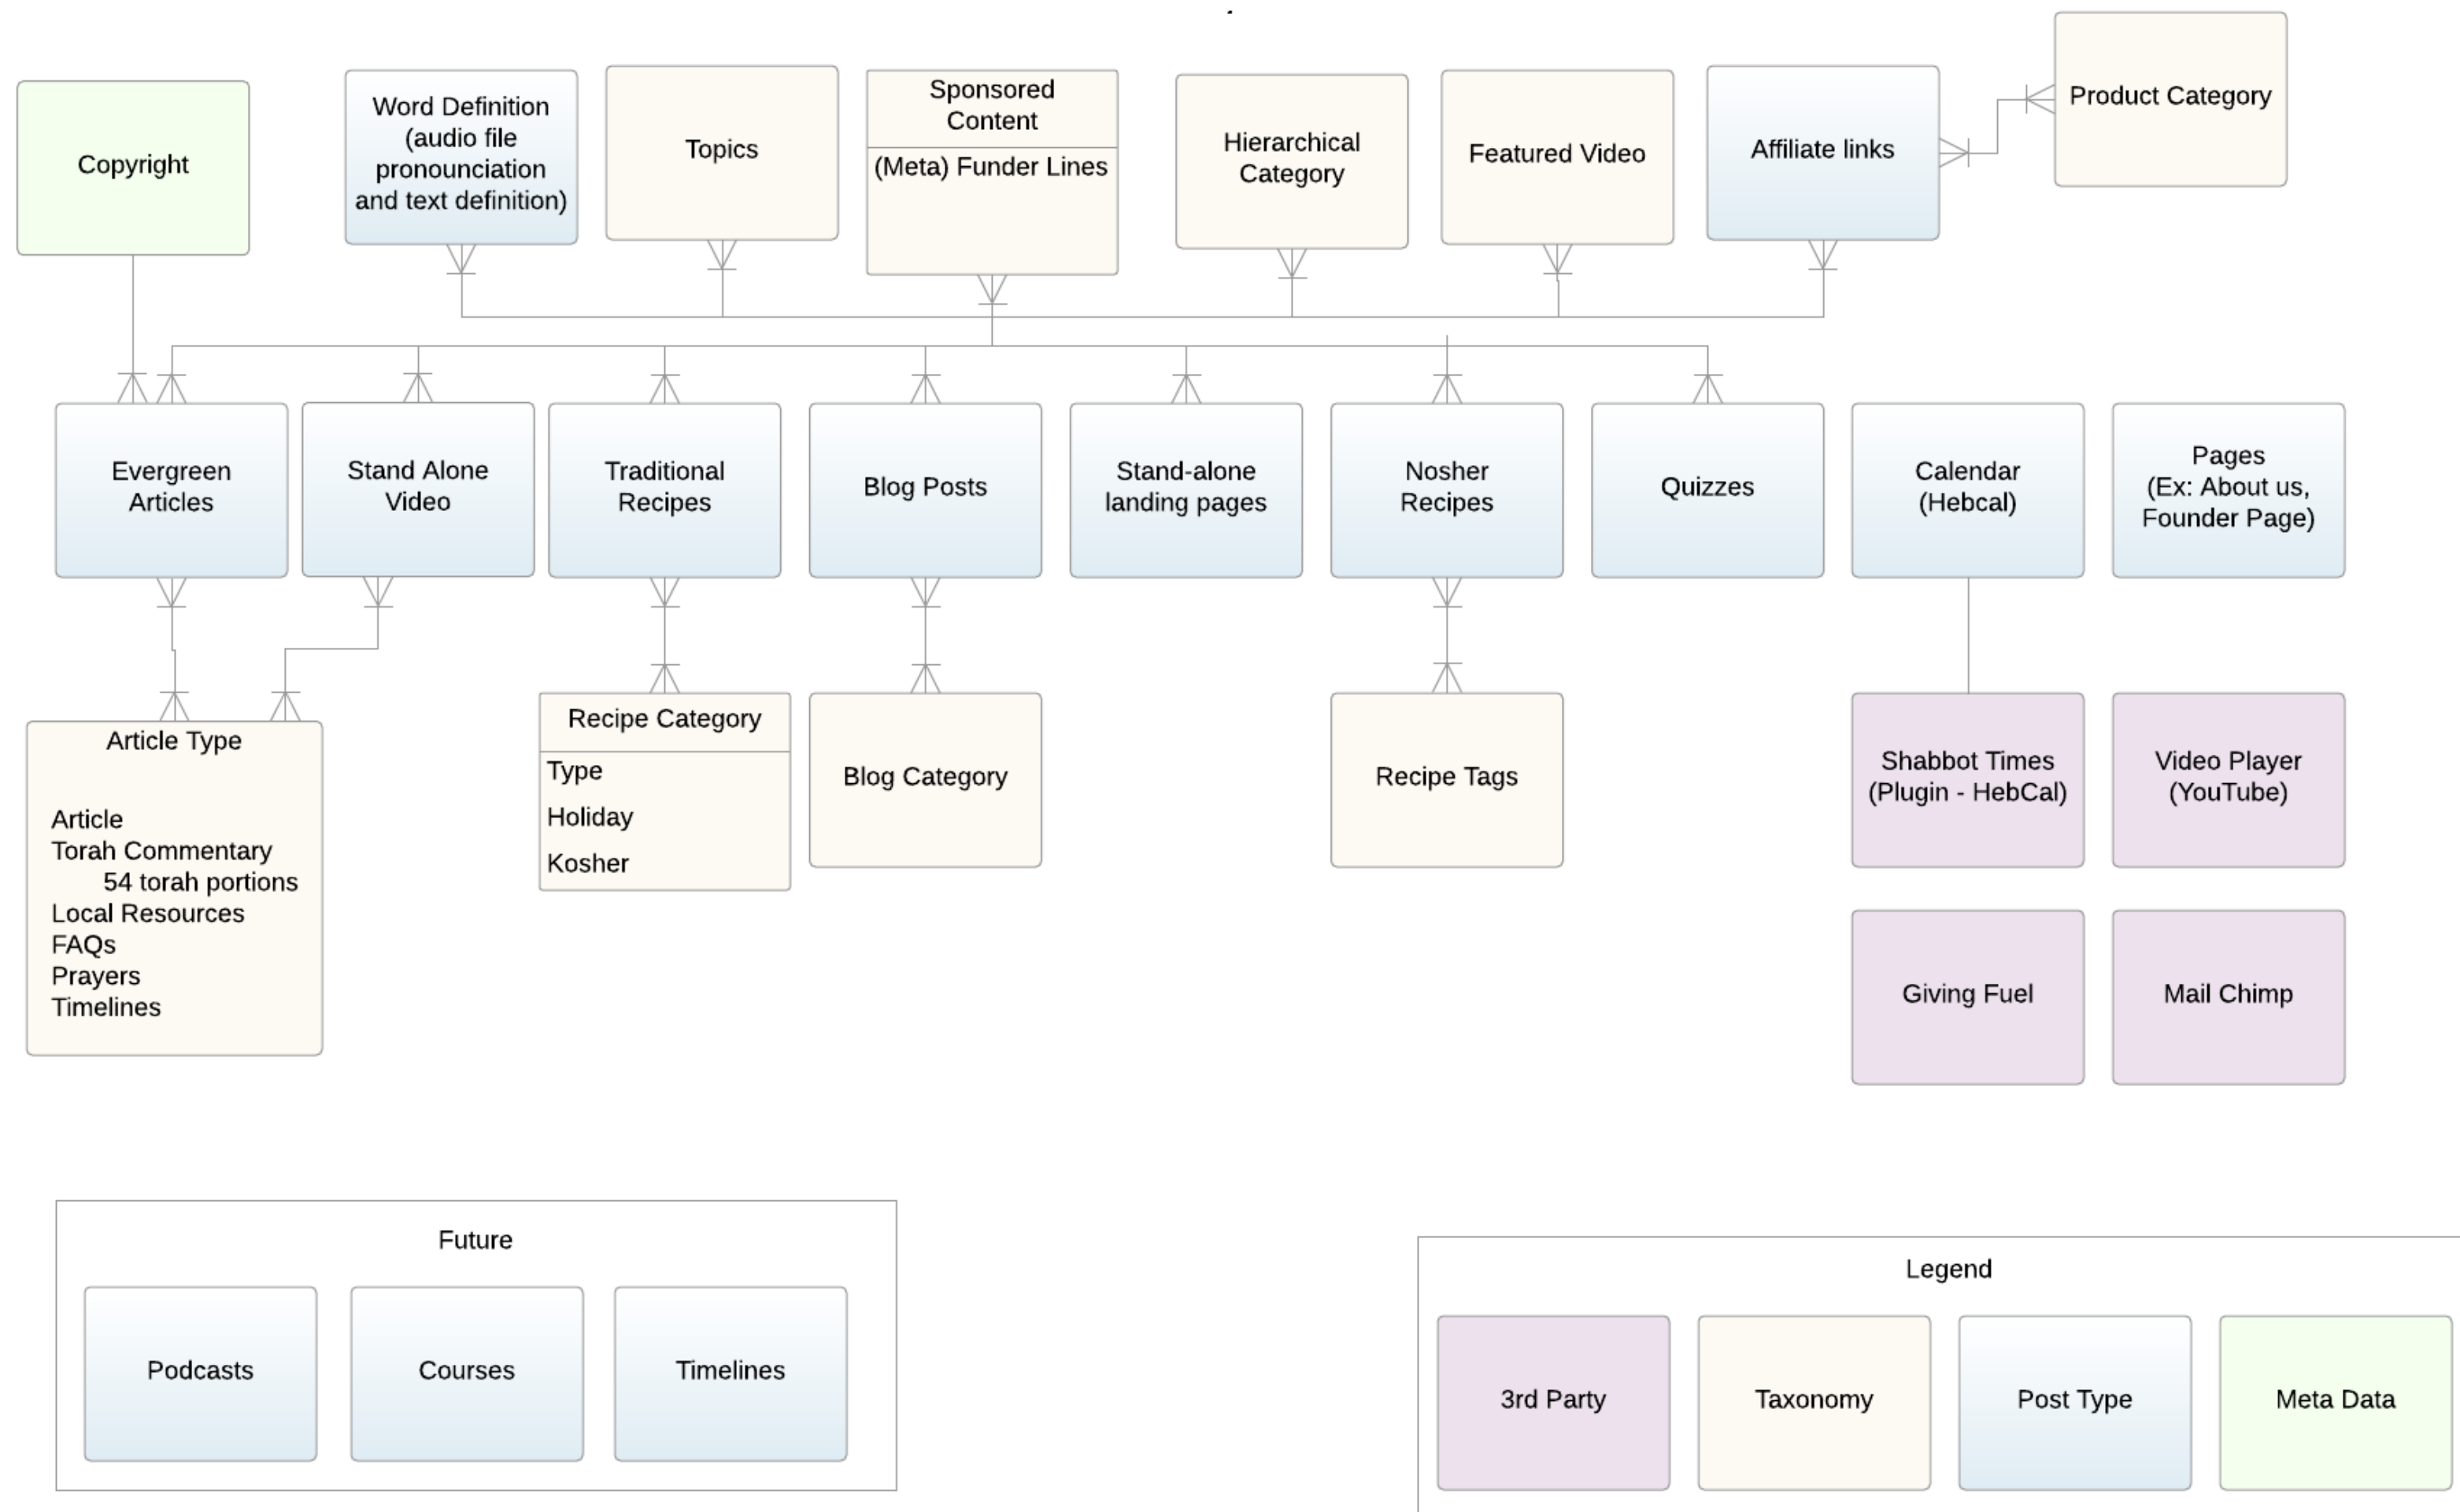 Copyright
Word Definition
(audio file
pronounciation
and text definition)
Topics
Sponsored
Content
(Meta) Funder Lines
Hierarchical
Category
Featured Video
Affiliate links
Product Category
Evergreen
Articles
Stand Alone
Video
Traditional
Recipes
Blog Posts
Stand-alone
landing pages
Nosher
Recipes
Quizzes
Calendar
(Hebcal)
Pages
(Ex: About us,
Founder Page)
Article Type
Article
Torah Commentary
54 torah portions
Local Resources
FAQs
Prayers
Timelines
Recipe Category
Type
Holiday
Kosher
Blog Category
Recipe Tags
Shabbot Times
(Plugin - HebCal)
Video Player
(YouTube)
Giving Fuel
Mail Chimp
Future
Podcasts
Courses
Timelines
Legend
3rd Party
Taxonomy
Post Type
Meta Data